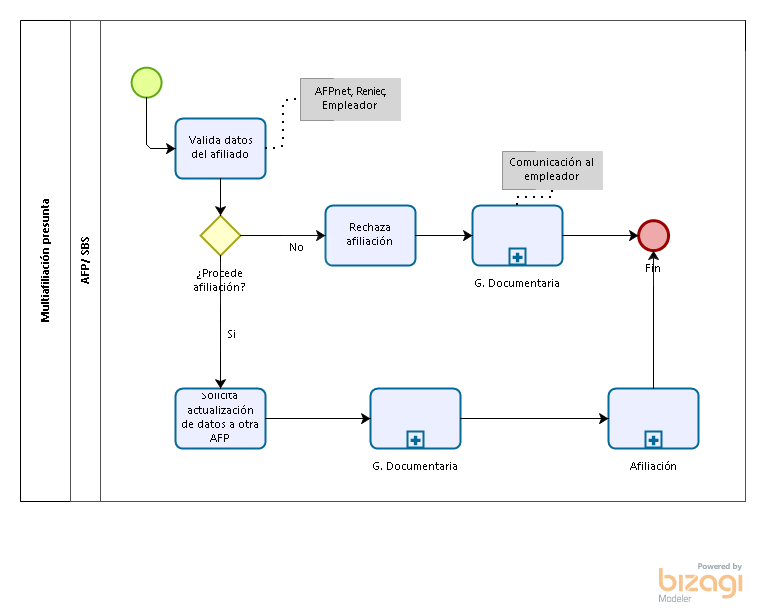 Multiafiliación presunta
AFP/ SBS
AFPnet, Reniec,
Empleador
Valida datos
del afiliado
Comunicación al
empleador
¿Procede
afiliación?
No
Rechaza
afiliación
G. Documentaria
Fin
Si
Solicita
actualización
de datos a otra
AFP
G. Documentaria
Afiliación
Powered by
bizagi
Modeler